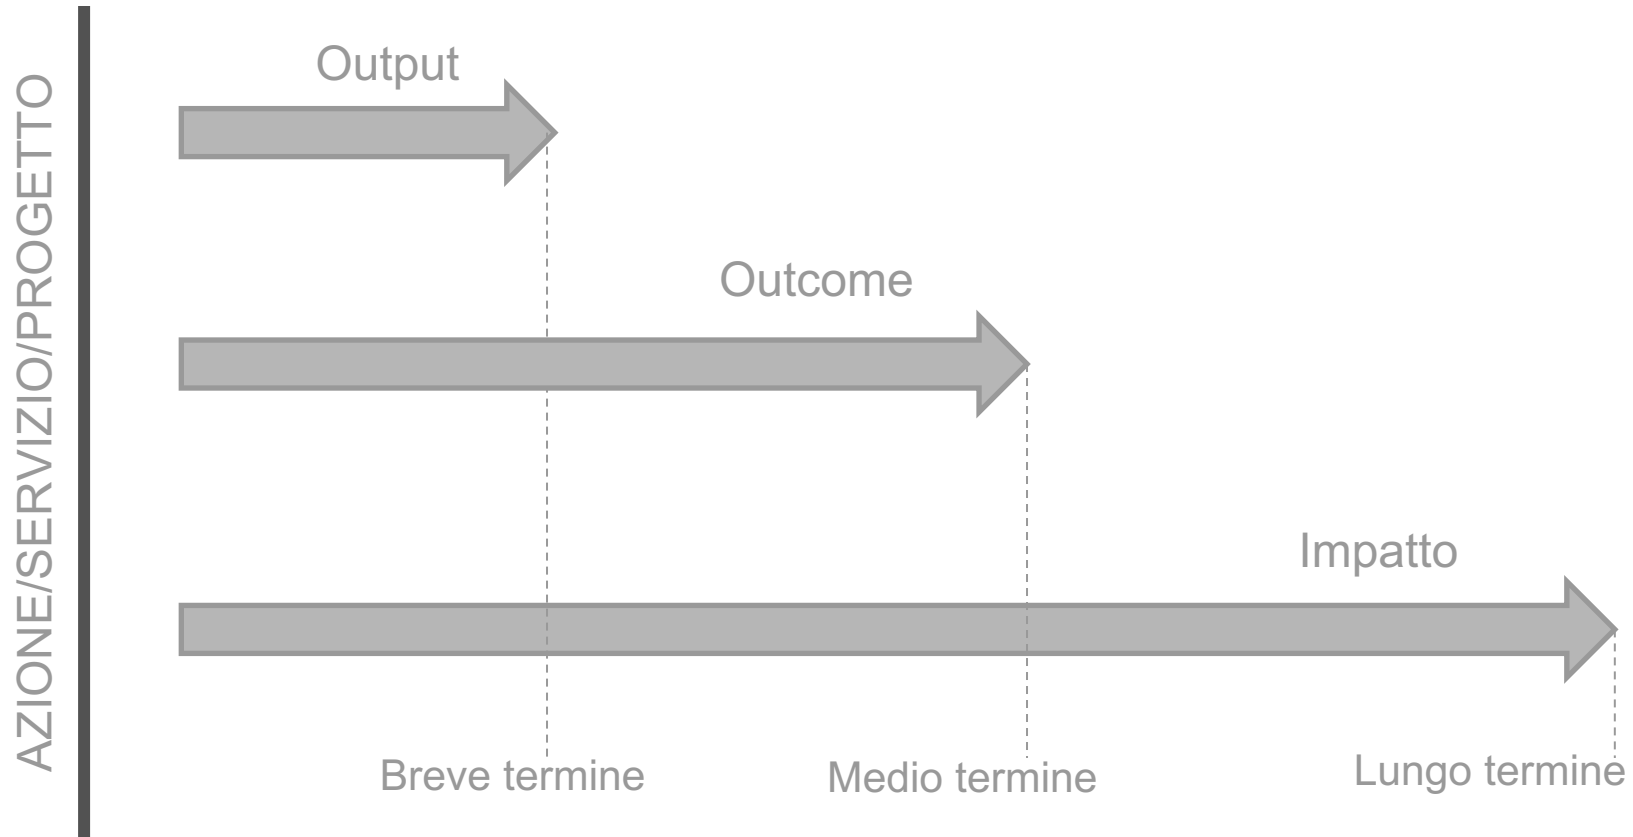 AZIONE/SERVIZIO/PROGETTO
Output
Outcome
Impatto
Breve termine
Medio termine
Lungo termine